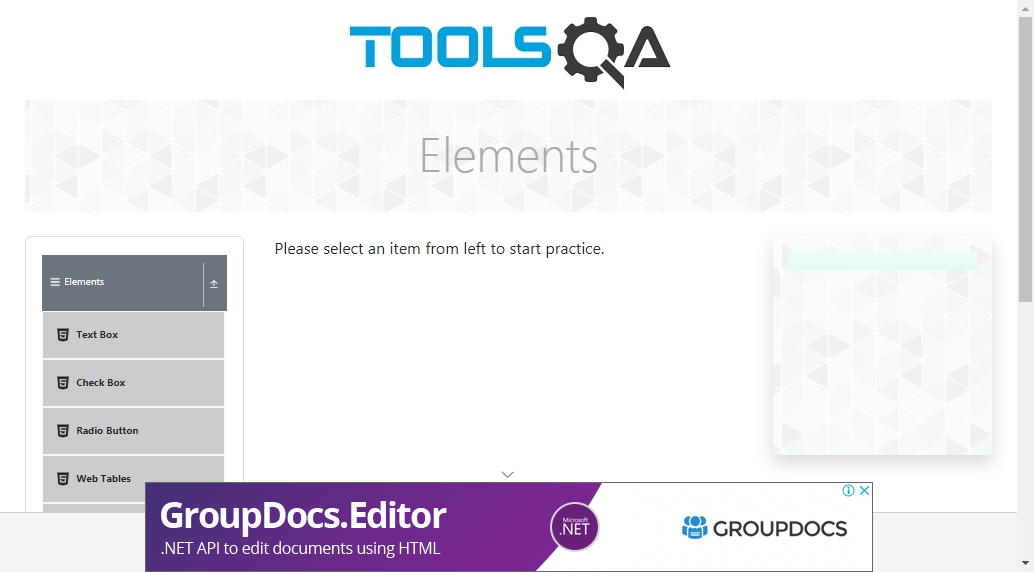 TOOLSQA
Elements
Elements
Please select an item from left to start practice.
Text Box
Check Box
Radio Button
Web Tables
GroupDocs.Editor
.NET API to edit documents using HTML
Microsoft
.NET
GROUPDOCS